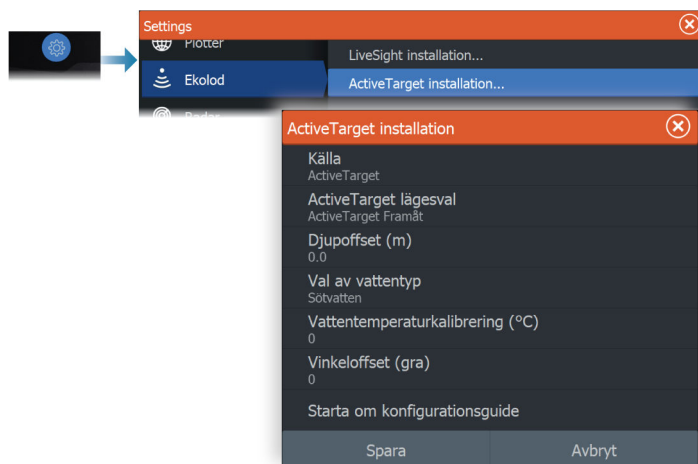 Settings
Plotter
LiveSight installation...
Ekolod
ActiveTarget installation...
Radar
ActiveTarget installation
Källa
ActiveTarget
ActiveTarget lägesval
ActiveTarget Framåt
Djupoffset (m)
0.0
Val av vattentyp
Sötvatten
Vattentemperaturkalibrering (°C)
0
Vinkeloffset (gra)
0
Starta om konfigurationsguide
Spara
Avbryt